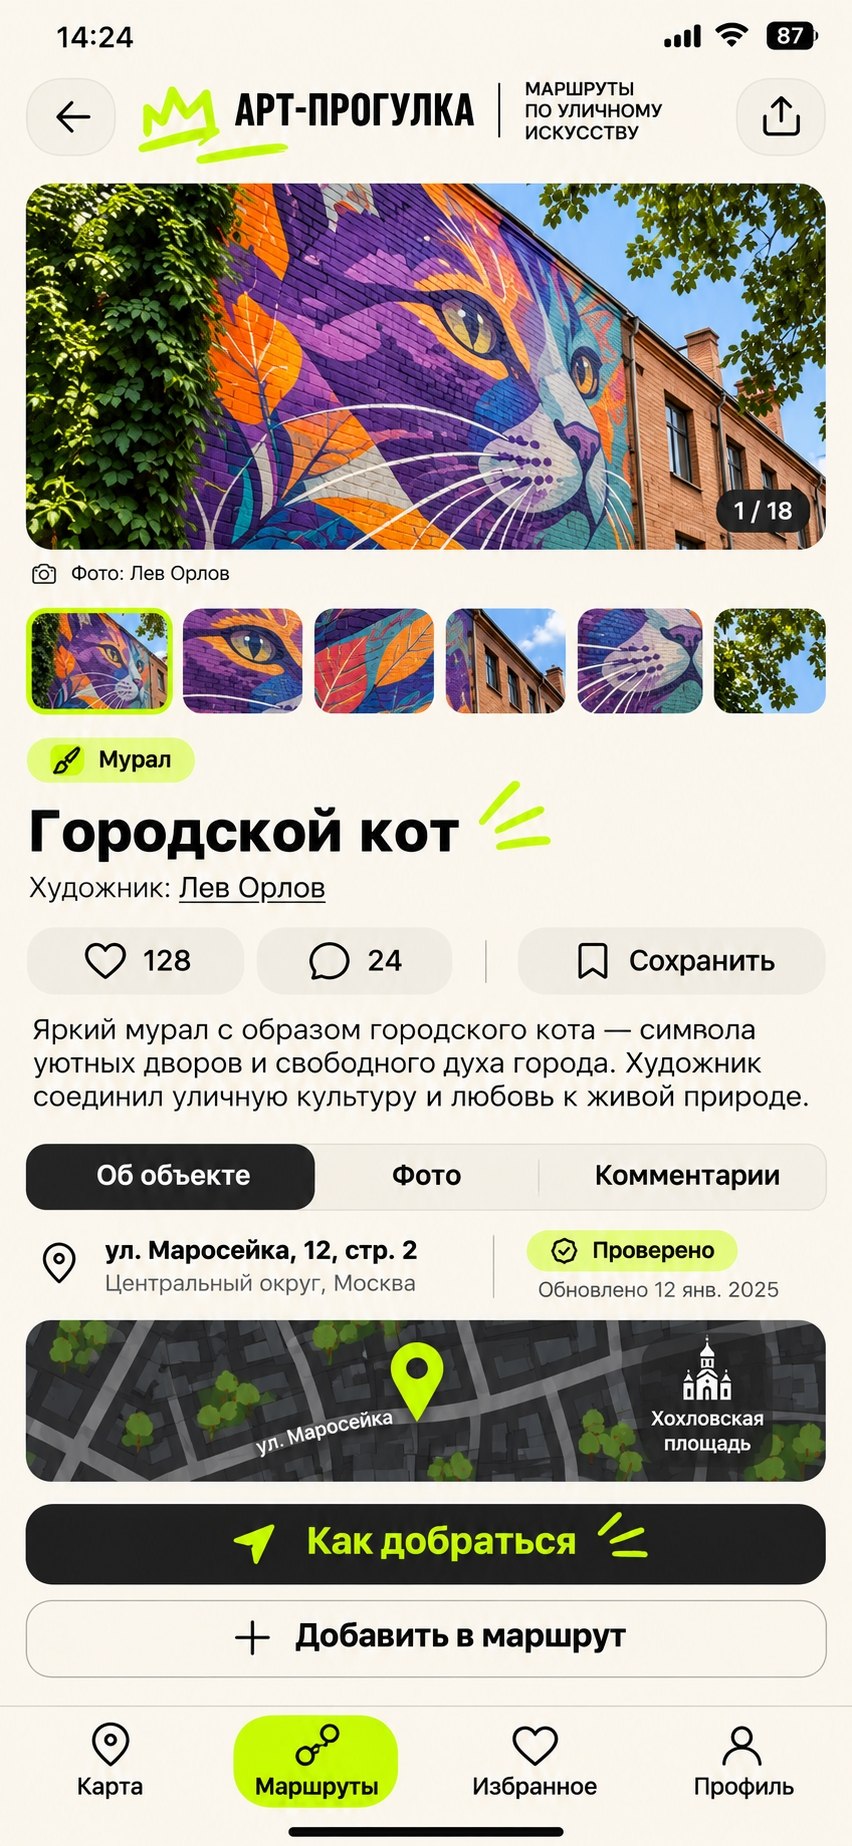 14:24
87
АРТ-ПРОГУЛКА
МАРШРУТЫ
ПО УЛИЧНОМУ
ИСКУССТВУ
1 / 18
Фото: Лев Орлов
Мурал
Городской кот
Художник: Лев Орлов
128
24
Сохранить
Яркий мурал с образом городского кота — символа
уютных дворов и свободного духа города. Художник
соединил уличную культуру и любовь к живой природе.
Об объекте
Фото
Комментарии
ул. Маросейка, 12, стр. 2
Центральный округ, Москва
Проверено
Обновлено 12 янв. 2025
ул. Маросейка
Хохловская
площадь
Как добраться
Добавить в маршрут
Карта
Маршруты
Избранное
Профиль